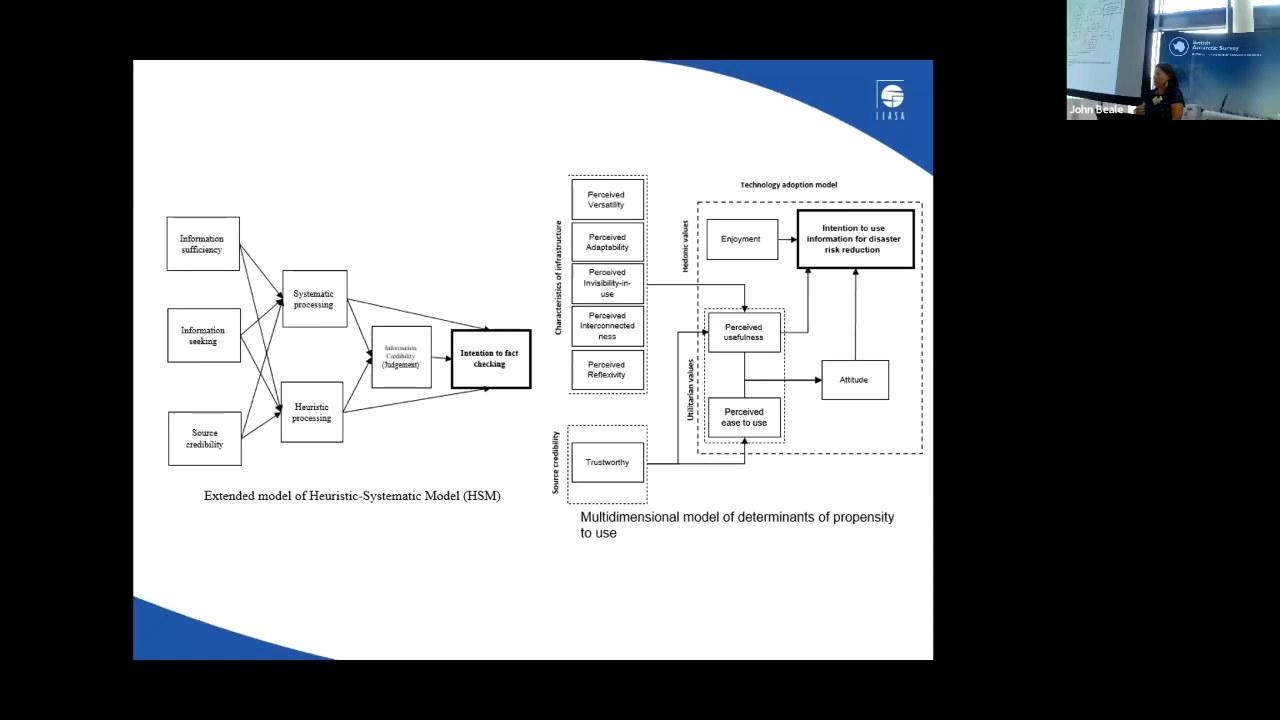 IIASA
British
Antarctic Survey
John Beale
Information
sufficiency
Information
seeking
Source
credibility
Systematic
processing
Heuristic
processing
Information
Credibility
(Judgement)
Intention to fact
checking
Extended model of Heuristic-Systematic Model (HSM)
Characteristics of infrastructure
Perceived
Versatility
Perceived
Adaptability
Perceived
Invisibility-in-
use
Perceived
Interconnected
ness
Perceived
Reflexivity
Source credibility
Trustworthy
Technology adoption model
Hedonic values
Enjoyment
Intention to use
information for disaster
risk reduction
Utilitarian values
Perceived
usefulness
Attitude
Perceived
ease to use
Multidimensional model of determinants of propensity
to use